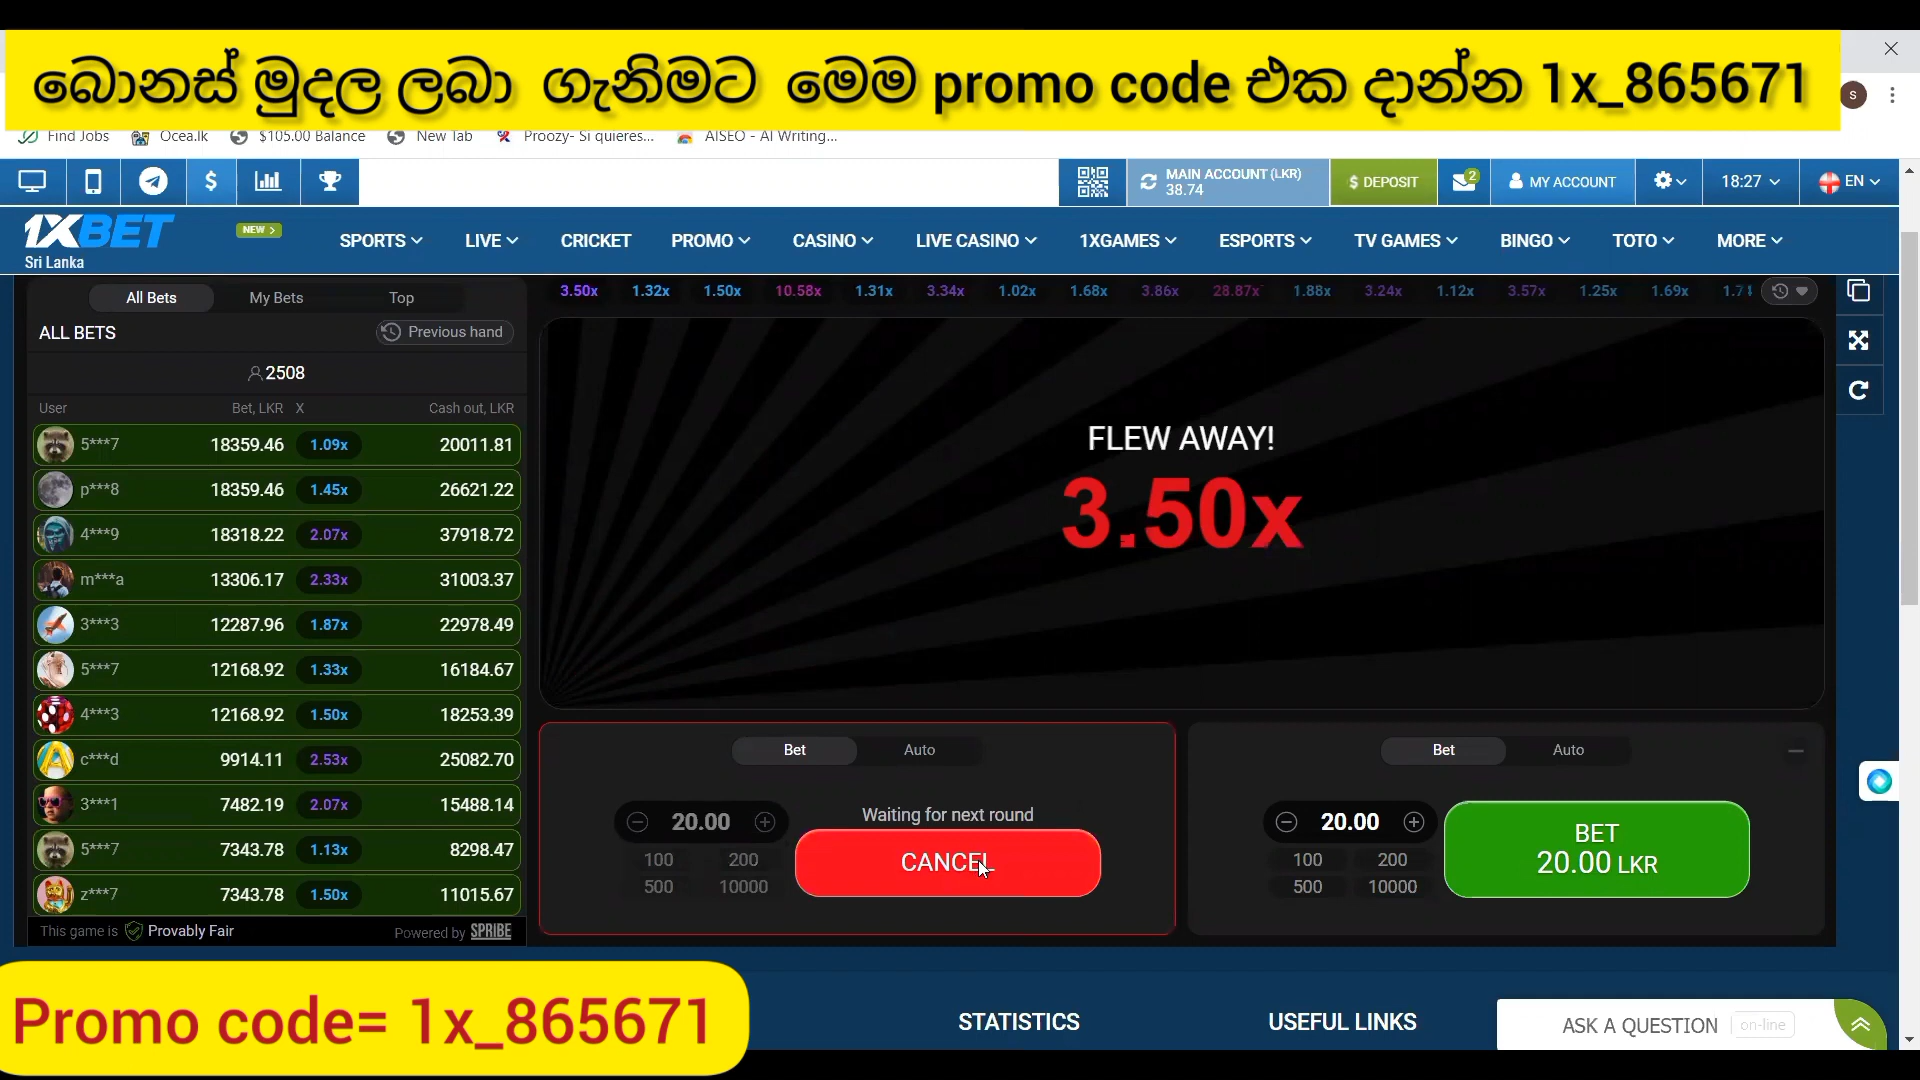 බොනස් මුදල ලබා ගැනිමට මෙම promo code එක දාන්න 1x_865671
S
Find Jobs Ocea.lk $105.00 Balance New Tab Proozy- Si quieres... AISEO - AI Writing...
MAIN ACCOUNT (LKR)
38.74
$ DEPOSIT
2
MY ACCOUNT
18:27
EN
1XBET
Sri Lanka
NEW >
SPORTS LIVE CRICKET PROMO CASINO LIVE CASINO 1XGAMES ESPORTS TV GAMES BINGO TOTO MORE
All Bets My Bets Top
3.50x 1.32x 1.50x 10.58x 1.31x 3.34x 1.02x 1.68x 3.86x 28.87x 1.88x 3.24x 1.12x 3.57x 1.25x 1.69x
ALL BETS Previous hand
2508
User Bet, LKR X Cash out, LKR
5***7 18359.46 1.09x 20011.81
p***8 18359.46 1.45x 26621.22
4***9 18318.22 2.07x 37918.72
m***a 13306.17 2.33x 31003.37
3***3 12287.96 1.87x 22978.49
5***7 12168.92 1.33x 16184.67
4***3 12168.92 1.50x 18253.39
c***d 9914.11 2.53x 25082.70
3***1 7482.19 2.07x 15488.14
5***7 7343.78 1.13x 8298.47
z***7 7343.78 1.50x 11015.67
This game is Provably Fair Powered by SPRIBE
FLEW AWAY!
3.50x
Bet Auto
20.00
100 200
500 10000
Waiting for next round
CANCEL
Bet Auto
20.00
100 200
500 10000
BET
20.00 LKR
Promo code= 1x_865671
STATISTICS USEFUL LINKS
ASK A QUESTION on-line